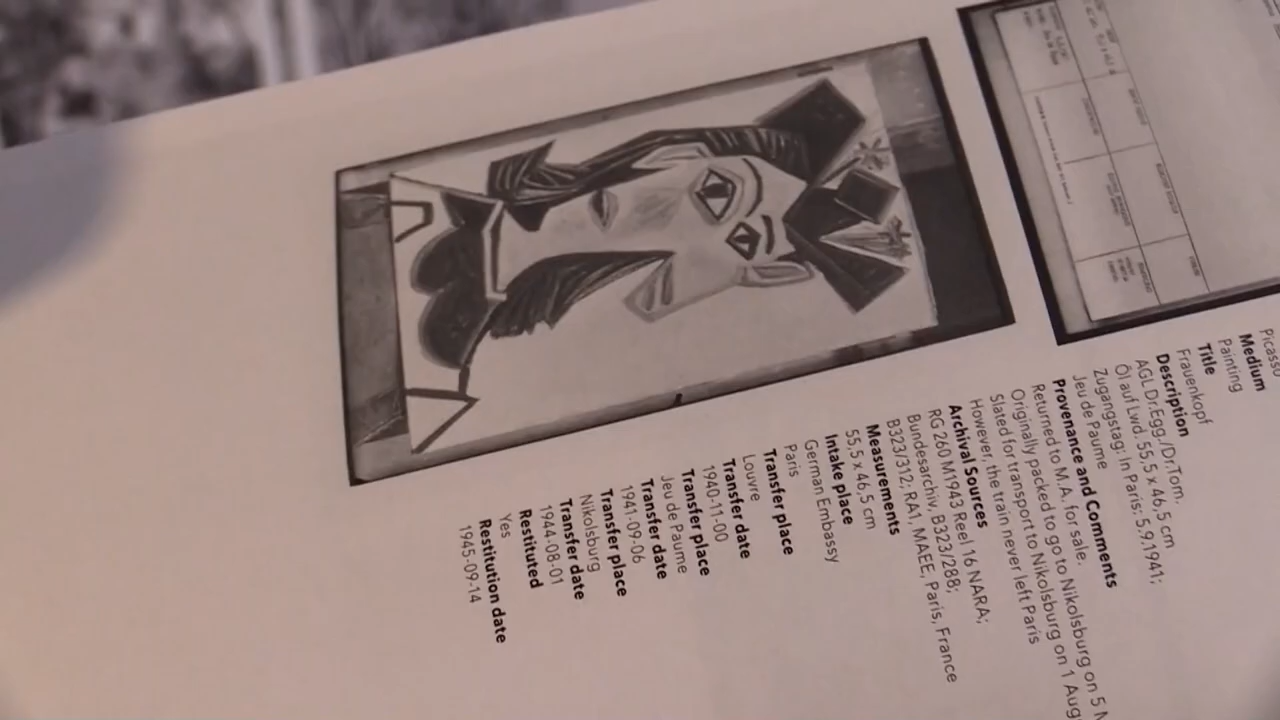 Picasso
Medium
Painting
Title
Frauenkopf
Description
AGL Dr.Egg./Dr.Tom.
Öl auf Lwd. 55,5 x 46,5 cm
Zugangstag: In Paris: 5.9.1941;
Jeu de Paume
Provenance and Comments
Returned to M.A. for sale.
Originally packed to go to Nikolsburg on 5
Slated for transport to Nikolsburg on 1 Aug
However, the train never left Paris
Archival Sources
RG 260 M1943 Reel 16 NARA;
Bundesarchiv, B323/288;
B323/312; RA1, MAEE, Paris, France
Measurements
55,5 x 46,5 cm
Intake place
German Embassy
Paris
Transfer place
Louvre
Transfer date
1940-11-00
Transfer place
Jeu de Paume
Transfer date
1941-09-06
Transfer place
Nikolsburg
Transfer date
1944-08-01
Restituted
Yes
Restitution date
1945-09-14